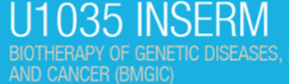 U1035 INSERM
BIOTHERAPY OF GENETIC DISEASES,
AND CANCER (BMGIC)